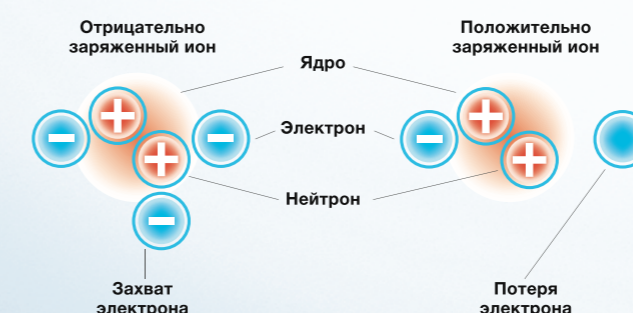 Отрицательно
заряженный ион
Положительно
заряженный ион
Ядро
Электрон
Нейтрон
Захват
электрона
Потеря
электрона